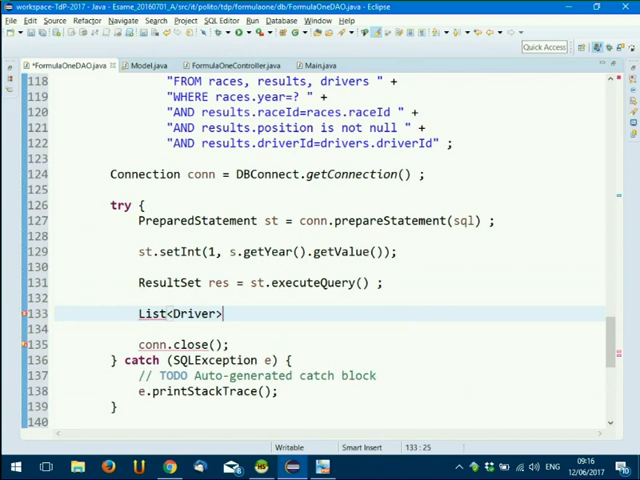 workspace-TdP-2017 - Java - Esame_20160701_A/src/it/polito/tdp/formulaone/db/FormulaOneDAO.java - Eclipse
File Edit Source Refactor Navigate Search Project SQL Editor Run Database Window Help
Quick Access
*FormulaOneDAO.java Model.java FormulaOneController.java Main.java
118 "FROM races, results, drivers " +
119 "WHERE races.year=? " +
120 "AND results.raceId=races.raceId " +
121 "AND results.position is not null " +
122 "AND results.driverId=drivers.driverId" ;
123
124 Connection conn = DBConnect.getConnection() ;
125
126 try {
127 PreparedStatement st = conn.prepareStatement(sql) ;
128
129 st.setInt(1, s.getYear().getValue());
130
131 ResultSet res = st.executeQuery() ;
132
133 List<Driver>
134
135 conn.close();
136 } catch (SQLException e) {
137 // TODO Auto-generated catch block
138 e.printStackTrace();
139 }
140
Writable Smart Insert 133 : 25
09:16
12/06/2017